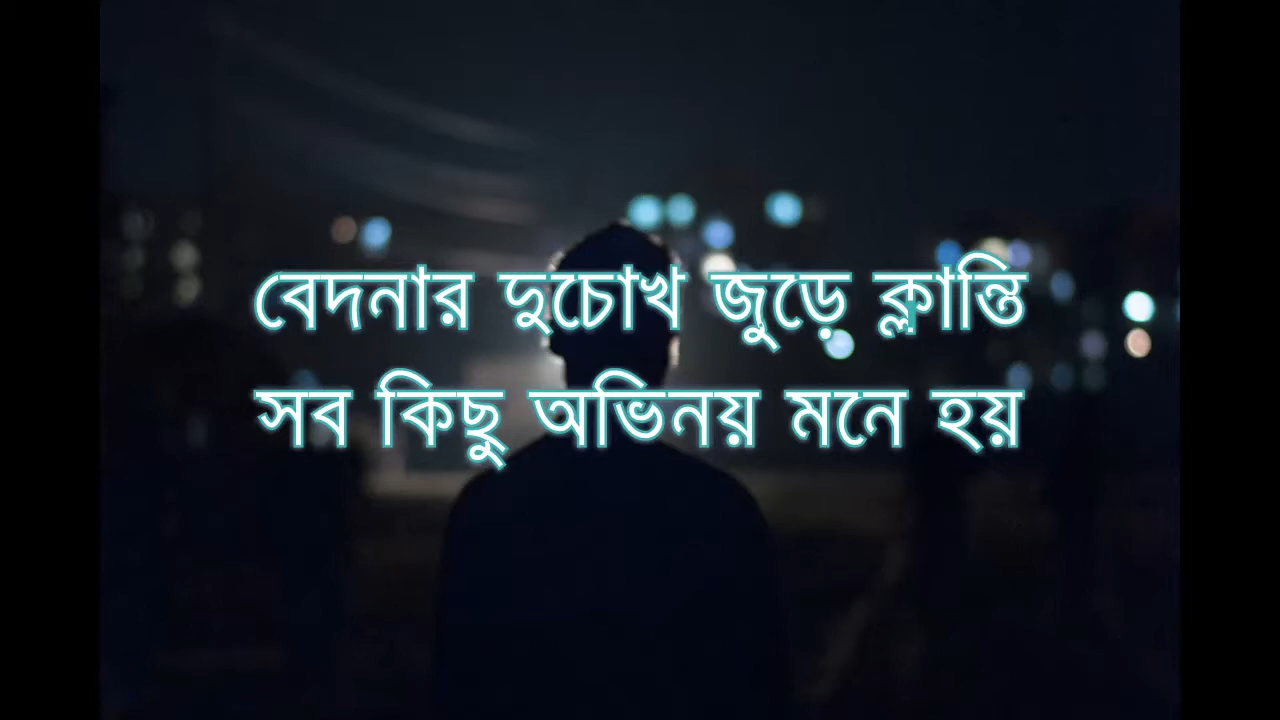 বেদনার দুচোখ জুড়ে ক্লান্তি
সব কিছু অভিনয় মনে হয়